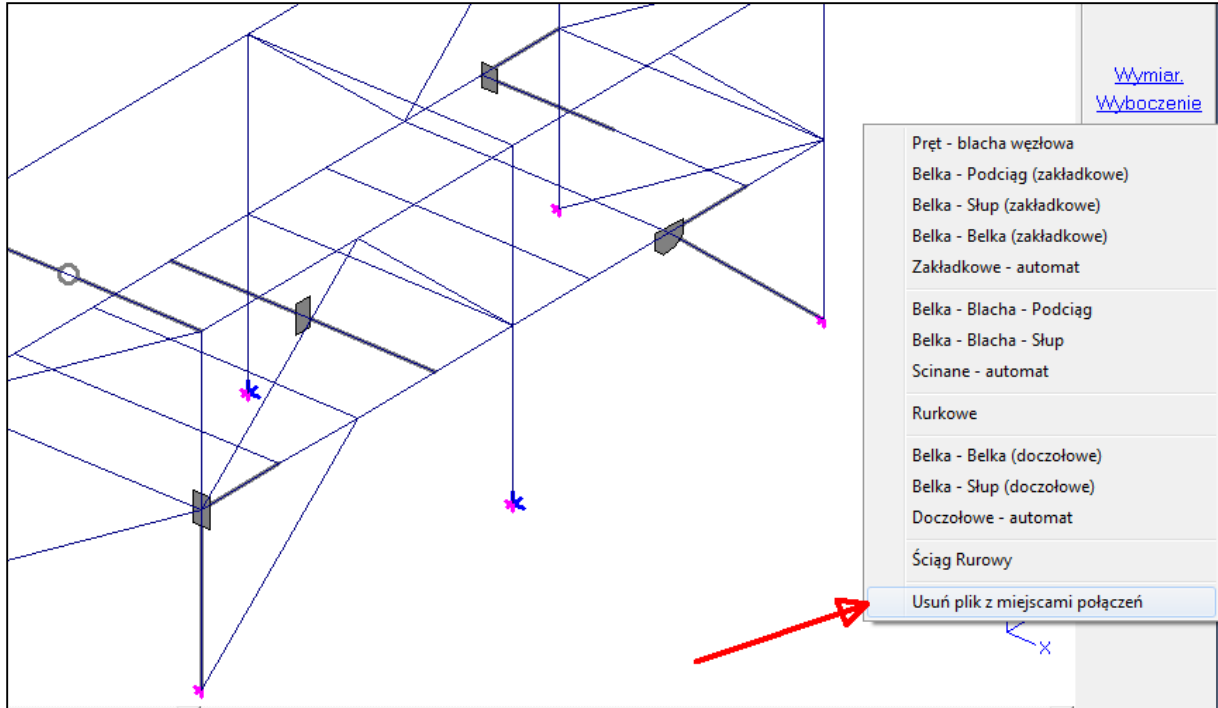 Wymiar.
Wyboczenie
Pręt - blacha węzłowa
Belka - Podciąg (zakładkowe)
Belka - Słup (zakładkowe)
Belka - Belka (zakładkowe)
Zakładkowe - automat
Belka - Blacha - Podciąg
Belka - Blacha - Słup
Scinane - automat
Rurkowe
Belka - Belka (doczołowe)
Belka - Słup (doczołowe)
Doczołowe - automat
Ściąg Rurowy
Usuń plik z miejscami połączeń
X